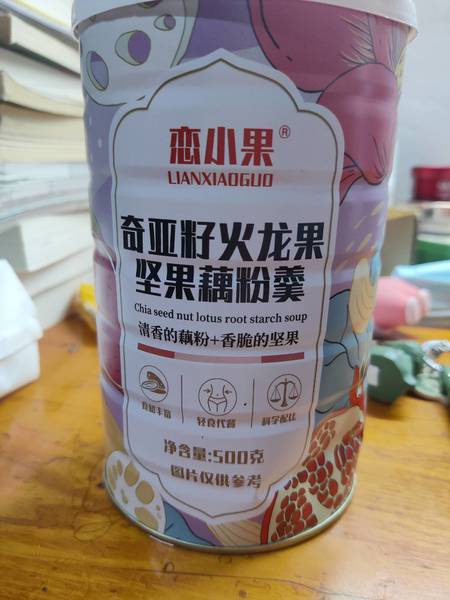 恋小果®
LIANXIAOGUO
奇亚籽火龙果
坚果藕粉羹
Chia seed nut lotus root starch soup
清香的藕粉+香脆的坚果
食材丰富 轻食代餐 科学配比
净含量:500克
图片仅供参考